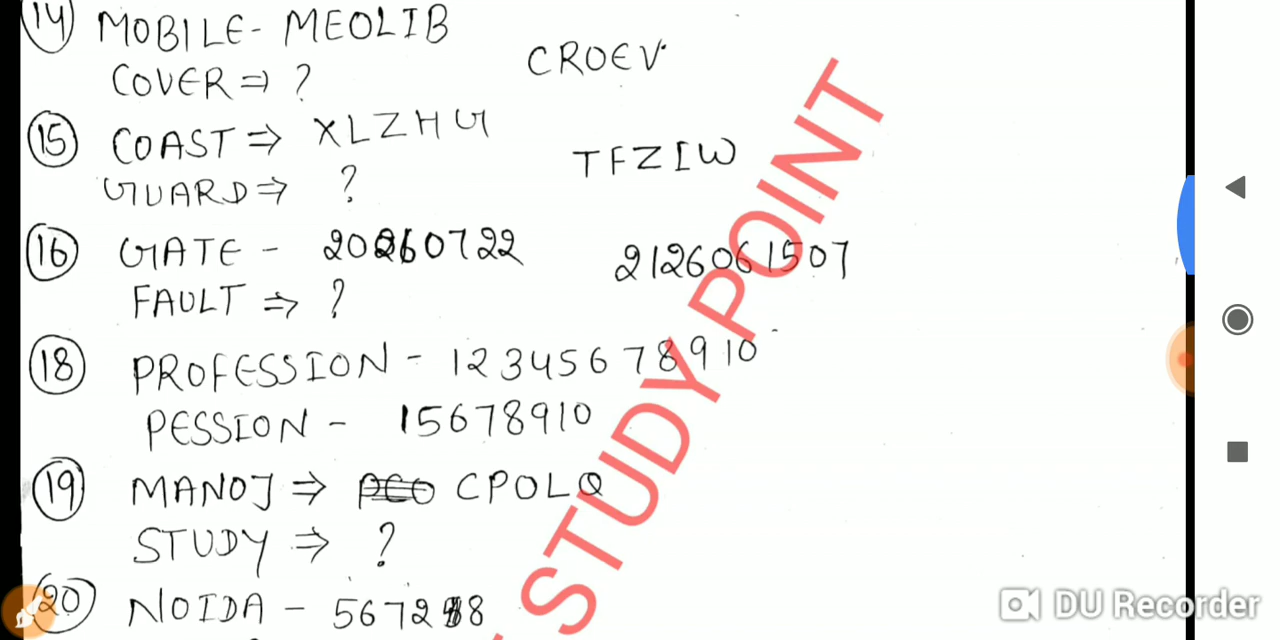 14 MOBILE - MEOLIB
COVER ⇒ ? CROEV
15 COAST ⇒ XLZHG
GUARD ⇒ ? TFZIW
16 GATE - 20260722
FAULT ⇒ ? 2126061507
18 PROFESSION - 12345678910
PESSION - 15678910
19 MANOJ ⇒ CPOLQ
STUDY ⇒ ?
20 NOIDA -
STUDY POINT
DU Recorder